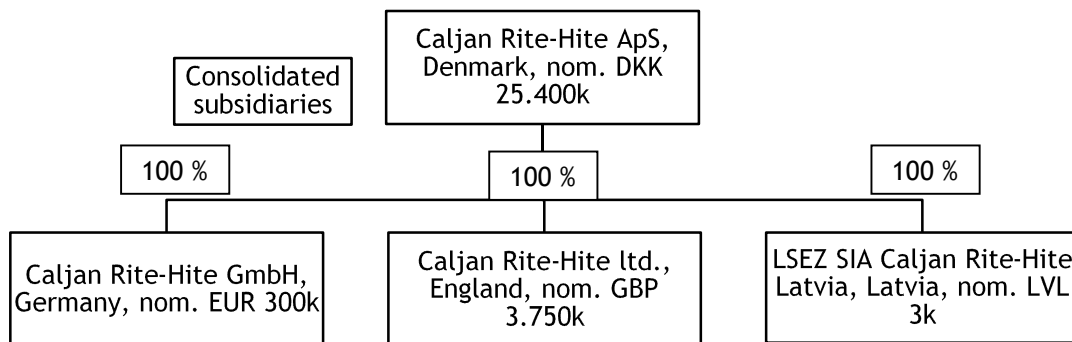 Caljan Rite-Hite ApS,
Denmark, nom. DKK
25.400k
Consolidated
subsidiaries
100 %
100 %
100 %
Caljan Rite-Hite GmbH,
Germany, nom. EUR 300k
Caljan Rite-Hite ltd.,
England, nom. GBP
3.750k
LSEZ SIA Caljan Rite-Hite
Latvia, Latvia, nom. LVL
3k